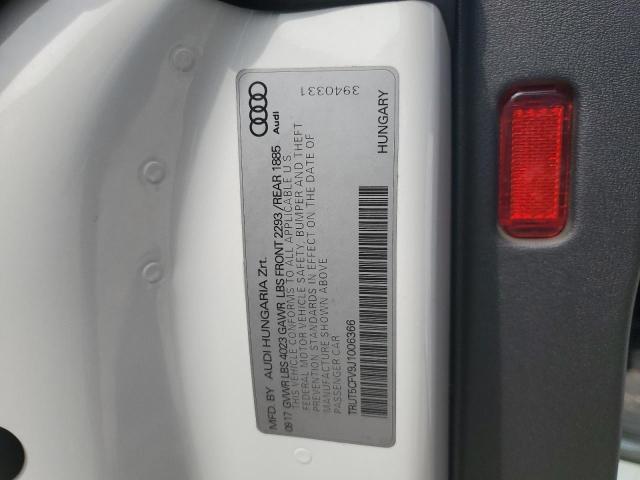 MFD. BY AUDI HUNGARIA Zrt.
09 17 GVWR LBS 4023 GAWR LBS FRONT 2293 /REAR 1885
THIS VEHICLE CONFORMS TO ALL APPLICABLE U S
FEDERAL MOTOR VEHICLE SAFETY, BUMPER AND THEFT
PREVENTION STANDARDS IN EFFECT ON THE DATE OF
MANUFACTURE SHOWN ABOVE
PASSENGER CAR
TRUT5CFV9J1006366
Audi
3940331
HUNGARY